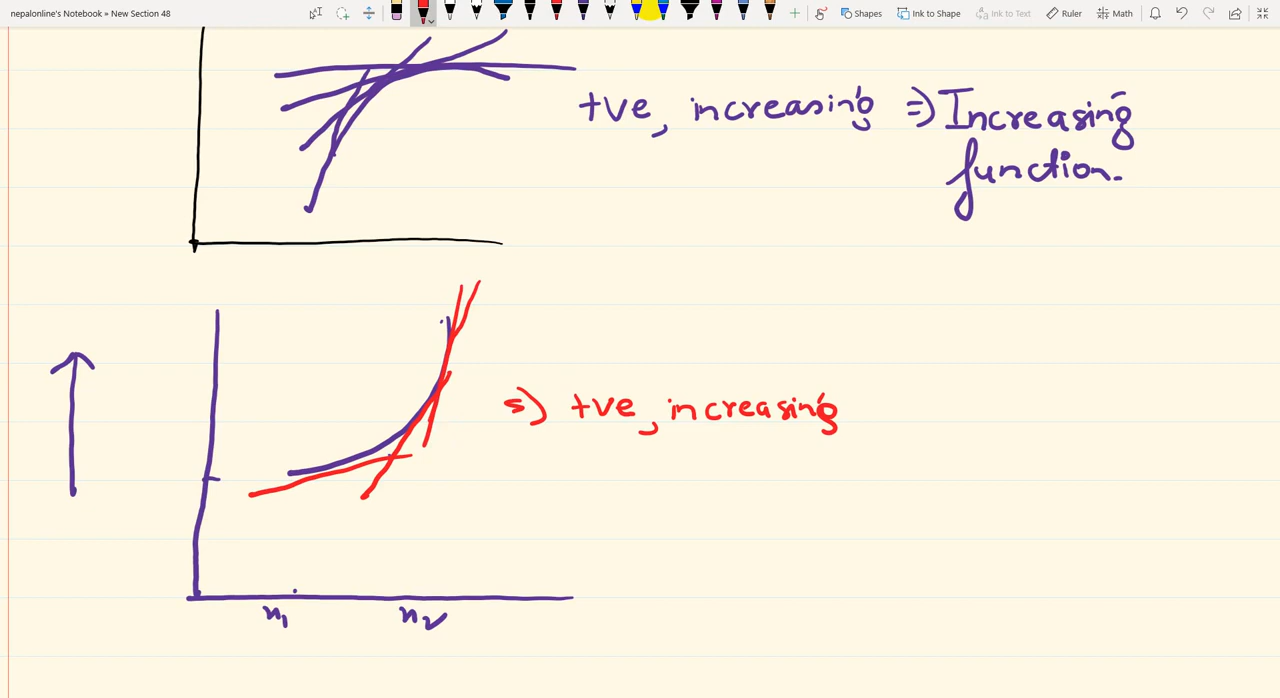 nepalonline's Notebook » New Section 48
Shapes Ink to Shape Ink to Text Ruler Math
+ve, increasing ⇒ Increasing
function.
⇒ +ve, increasing
x₁ x₂